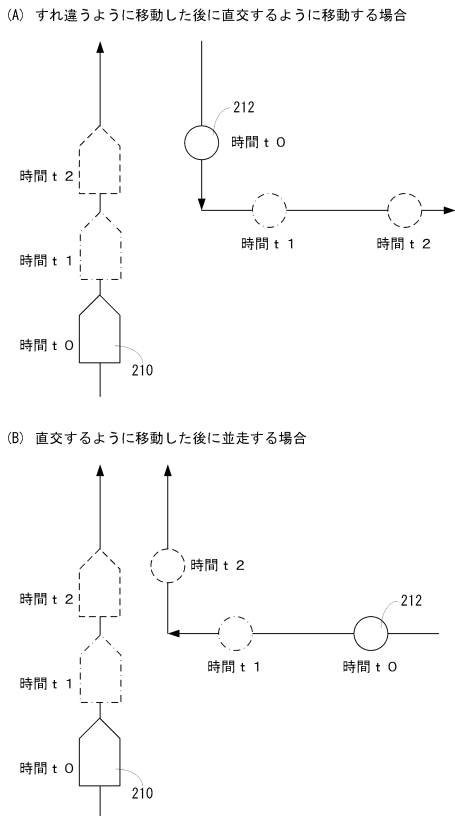 (A) すれ違うように移動した後に直交するように移動する場合
212
時間ｔ０
時間ｔ２
時間ｔ１
時間ｔ２
時間ｔ１
時間ｔ０
210
(B) 直交するように移動した後に並走する場合
時間ｔ２
時間ｔ２
212
時間ｔ１
時間ｔ０
時間ｔ１
時間ｔ０
210